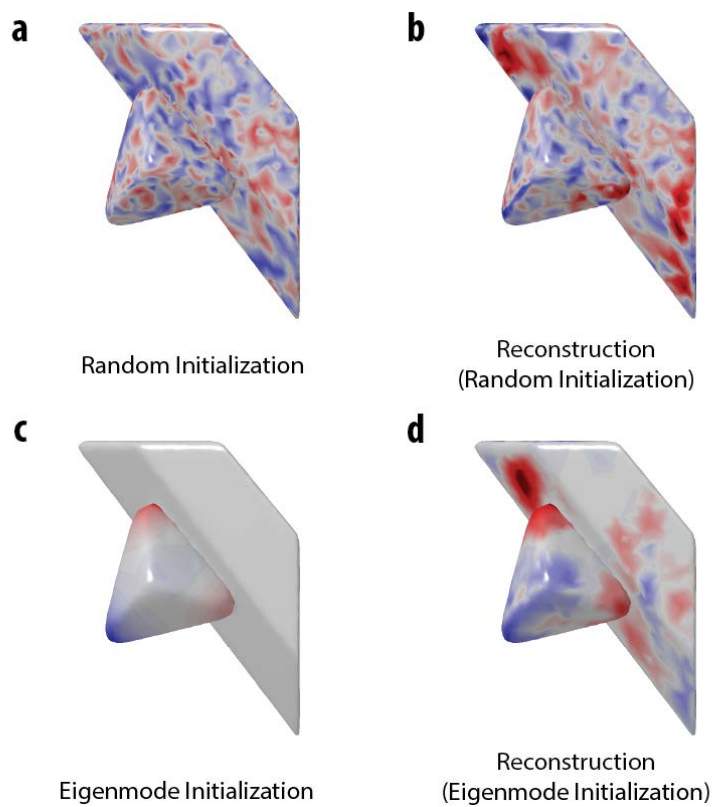 a
b
Random Initialization
Reconstruction
(Random Initialization)
c
d
Eigenmode Initialization
Reconstruction
(Eigenmode Initialization)